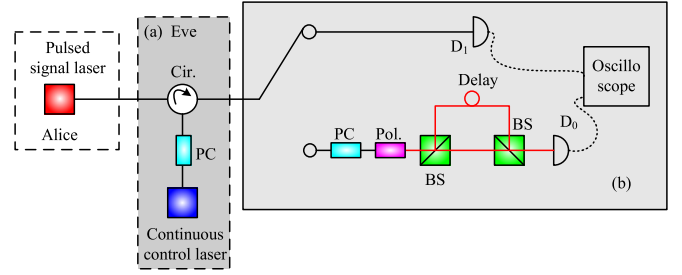 Pulsed
signal laser
Alice
(a) Eve
Cir.
PC
Continuous
control laser
D1
Oscillo
scope
Delay
D0
PC
Pol.
BS
BS
(b)